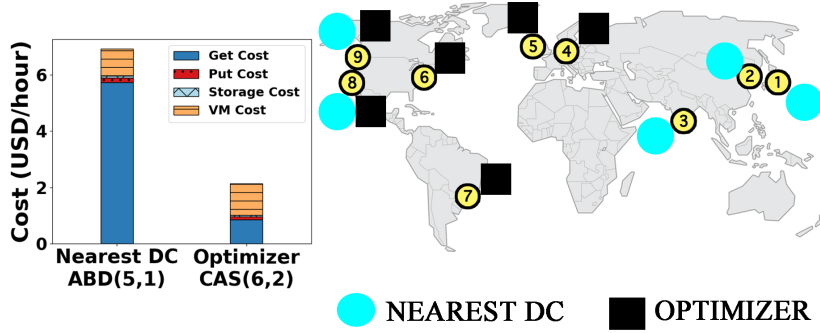 Cost (USD/hour)
6
4
2
0
Get Cost
Put Cost
Storage Cost
VM Cost
Nearest DC
ABD(5,1)
Optimizer
CAS(6,2)
9
8
6
5
4
7
3
2
1
NEAREST DC
OPTIMIZER